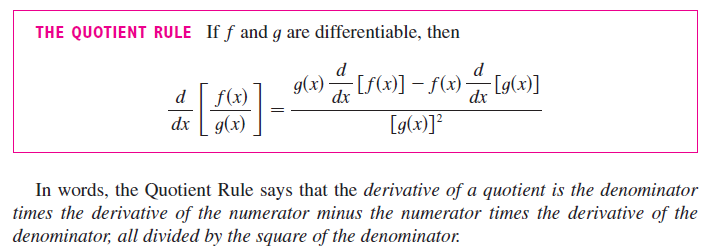 THE QUOTIENT RULE If f and g are differentiable, then
d/dx [ f(x)/g(x) ] = ( g(x) d/dx [f(x)] − f(x) d/dx [g(x)] ) / [g(x)]²
In words, the Quotient Rule says that the derivative of a quotient is the denominator
times the derivative of the numerator minus the numerator times the derivative of the
denominator, all divided by the square of the denominator.